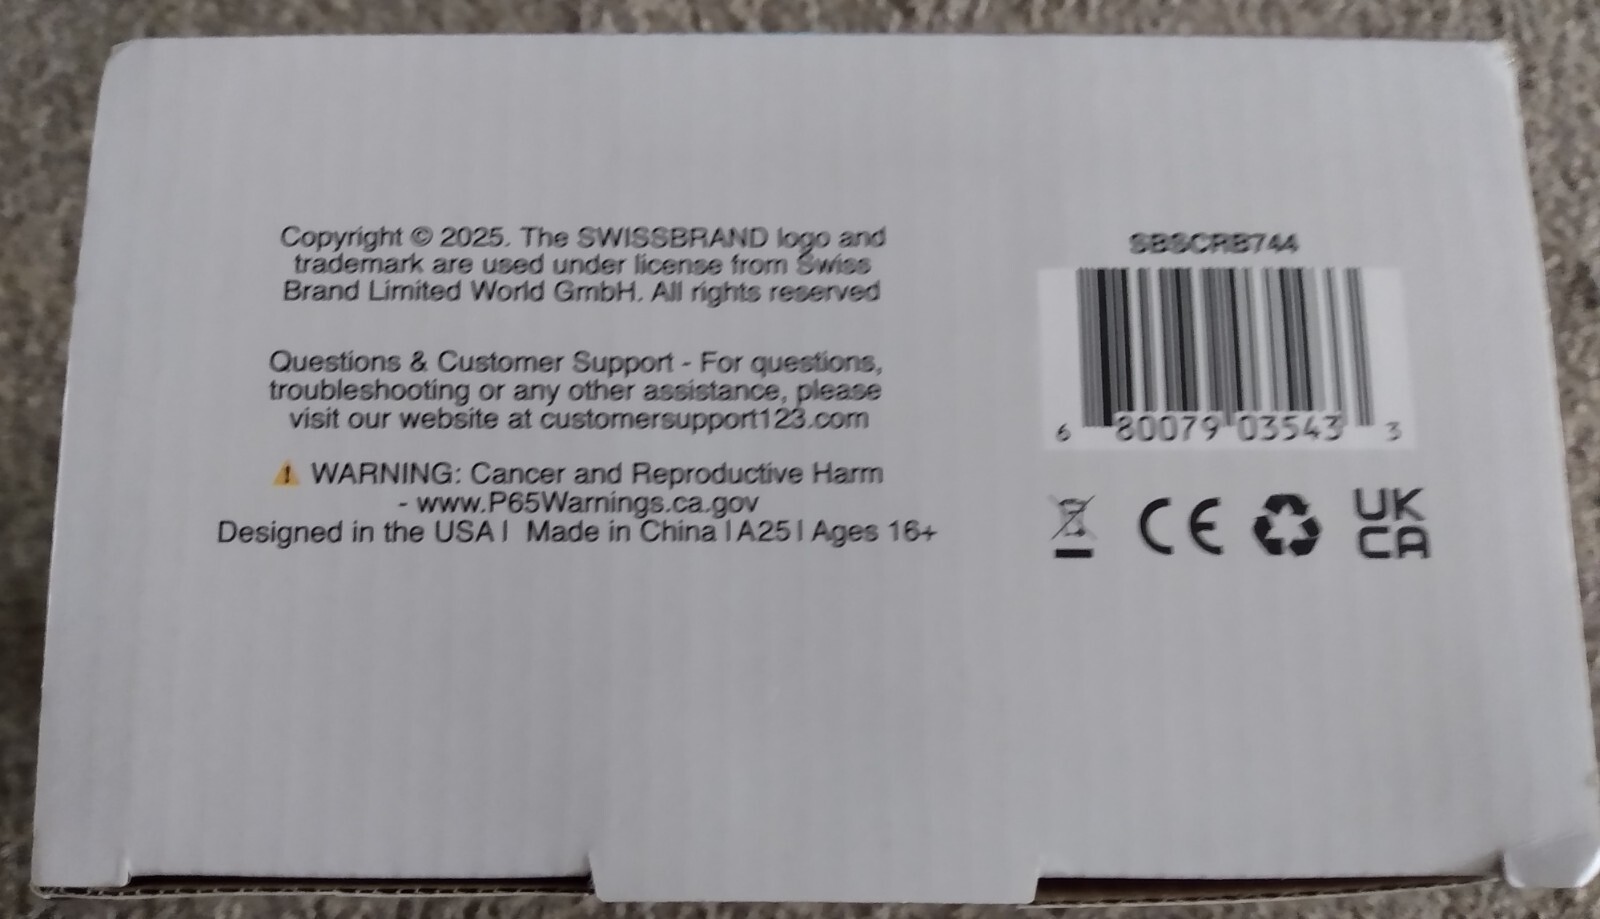 Copyright © 2025. The SWISSBRAND logo and
trademark are used under license from Swiss
Brand Limited World GmbH. All rights reserved
Questions & Customer Support - For questions,
troubleshooting or any other assistance, please
visit our website at customersupport123.com
⚠ WARNING: Cancer and Reproductive Harm
- www.P65Warnings.ca.gov
Designed in the USA | Made in China | A25 | Ages 16+
SBSCRB744
6 80079 03543 3
CE
UK
CA